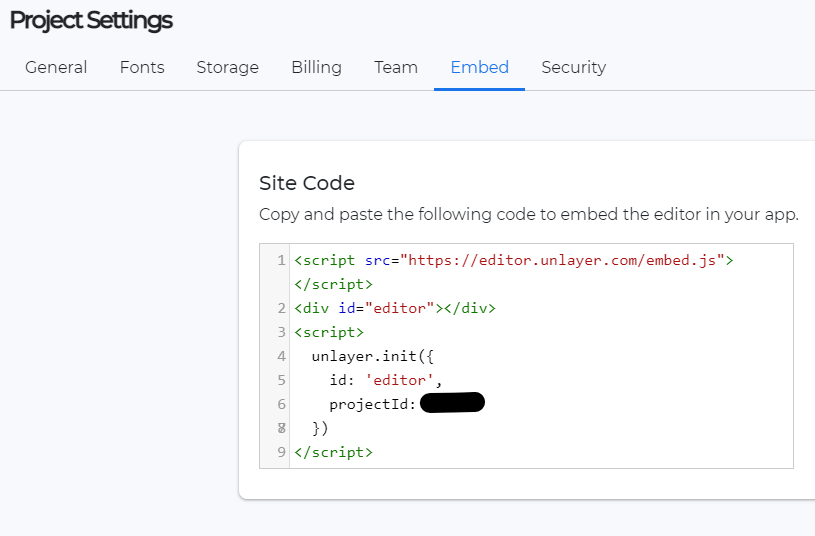 Project Settings
General Fonts Storage Billing Team Embed Security
Site Code
Copy and paste the following code to embed the editor in your app.
1 <script src="https://editor.unlayer.com/embed.js">
</script>
2 <div id="editor"></div>
3 <script>
4 unlayer.init({
5 id: 'editor',
6 projectId:
})
9 </script>